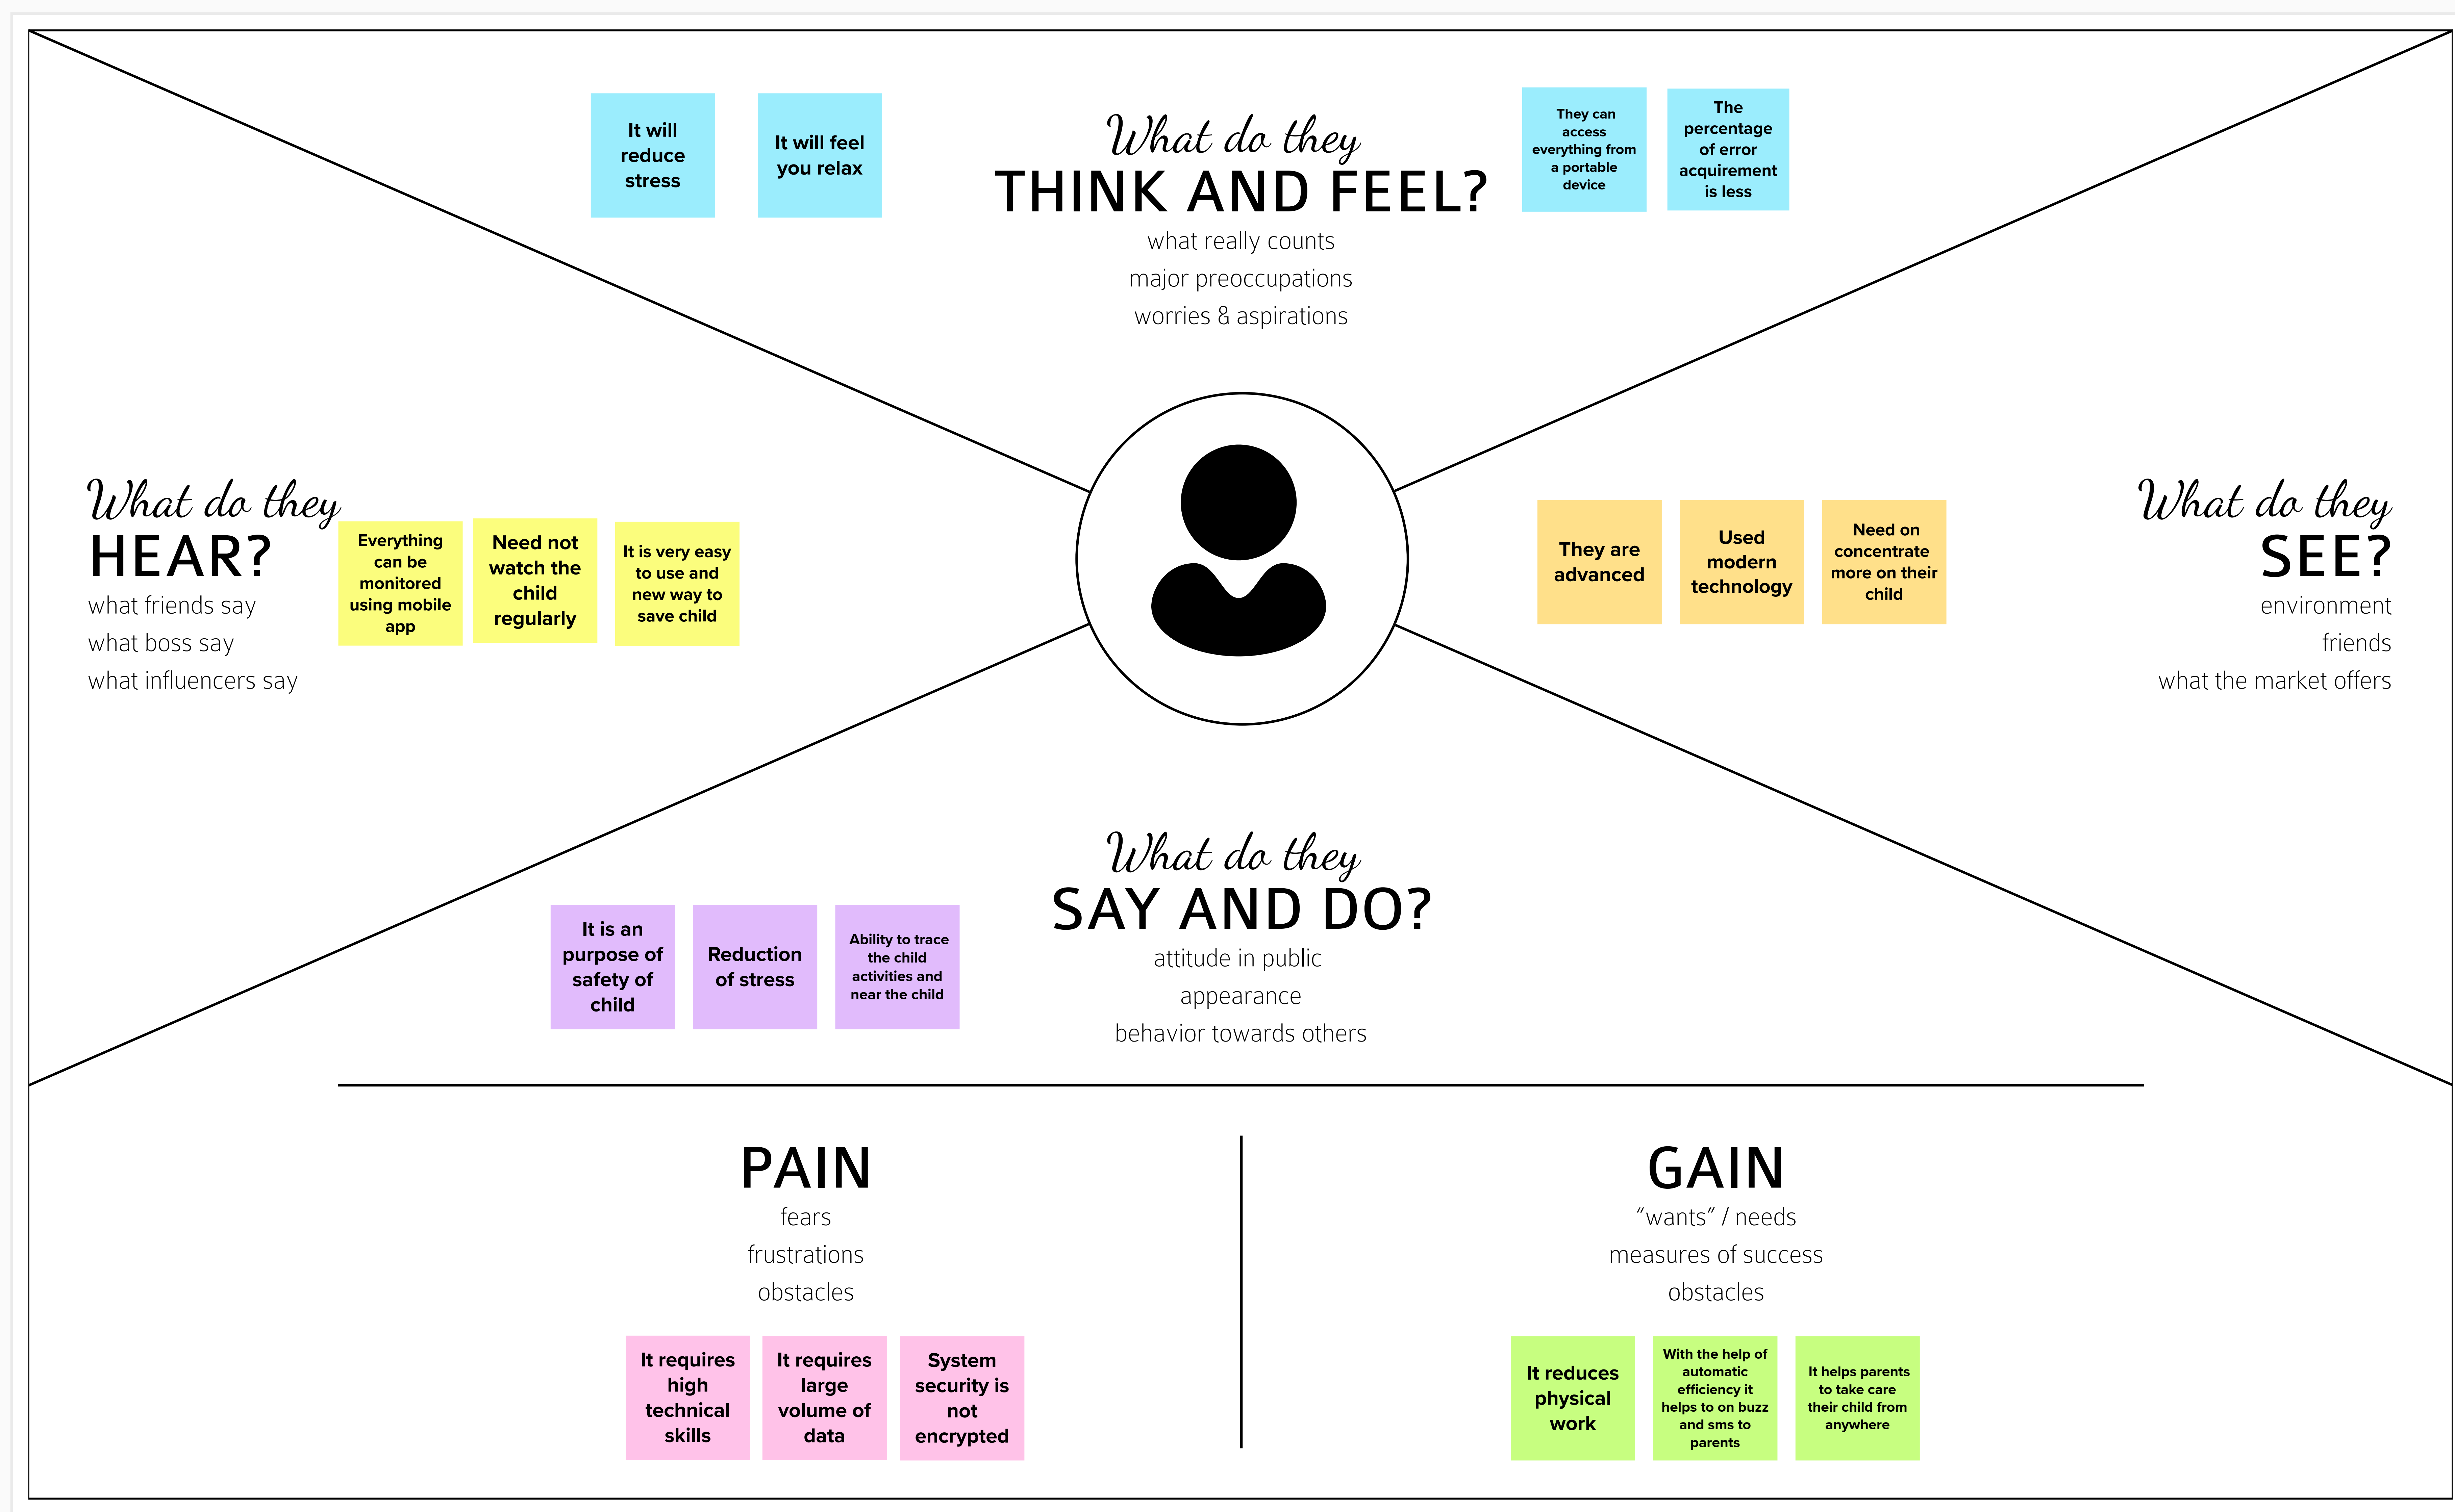 It will
reduce
stress
It will feel
you relax
What do they
THINK AND FEEL?
what really counts
major preoccupations
worries & aspirations
They can
access
everything from
a portable
device
The
percentage
of error
acquirement
is less
What do they
HEAR?
what friends say
what boss say
what influencers say
Everything
can be
monitored
using mobile
app
Need not
watch the
child
regularly
It is very easy
to use and
new way to
save child
They are
advanced
Used
modern
technology
Need on
concentrate
more on their
child
What do they
SEE?
environment
friends
what the market offers
What do they
SAY AND DO?
attitude in public
appearance
behavior towards others
It is an
purpose of
safety of
child
Reduction
of stress
Ability to trace
the child
activities and
near the child
PAIN
fears
frustrations
obstacles
It requires
high
technical
skills
It requires
large
volume of
data
System
security is
not
encrypted
GAIN
“wants” / needs
measures of success
obstacles
It reduces
physical
work
With the help of
automatic
efficiency it
helps to on buzz
and sms to
parents
It helps parents
to take care
their child from
anywhere